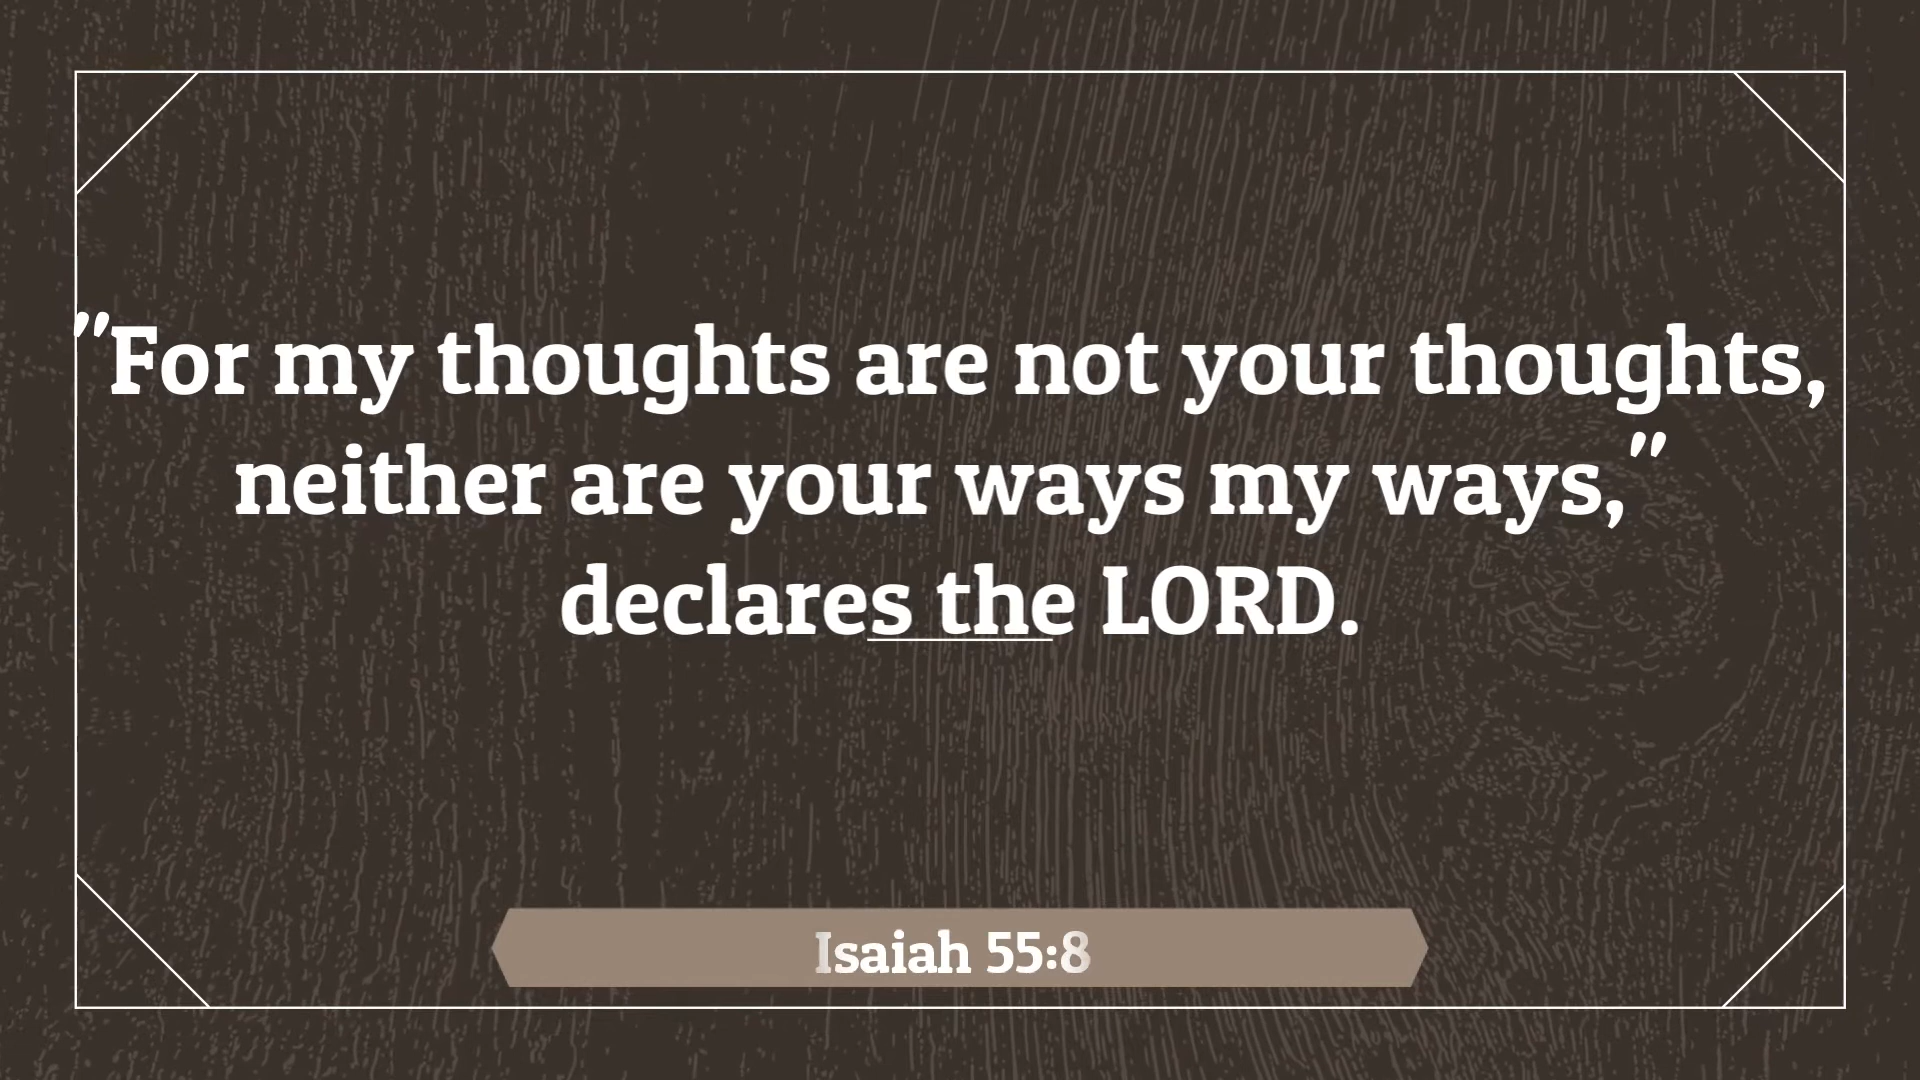 "For my thoughts are not your thoughts,
neither are your ways my ways,"
declares the LORD.
Isaiah 55:8